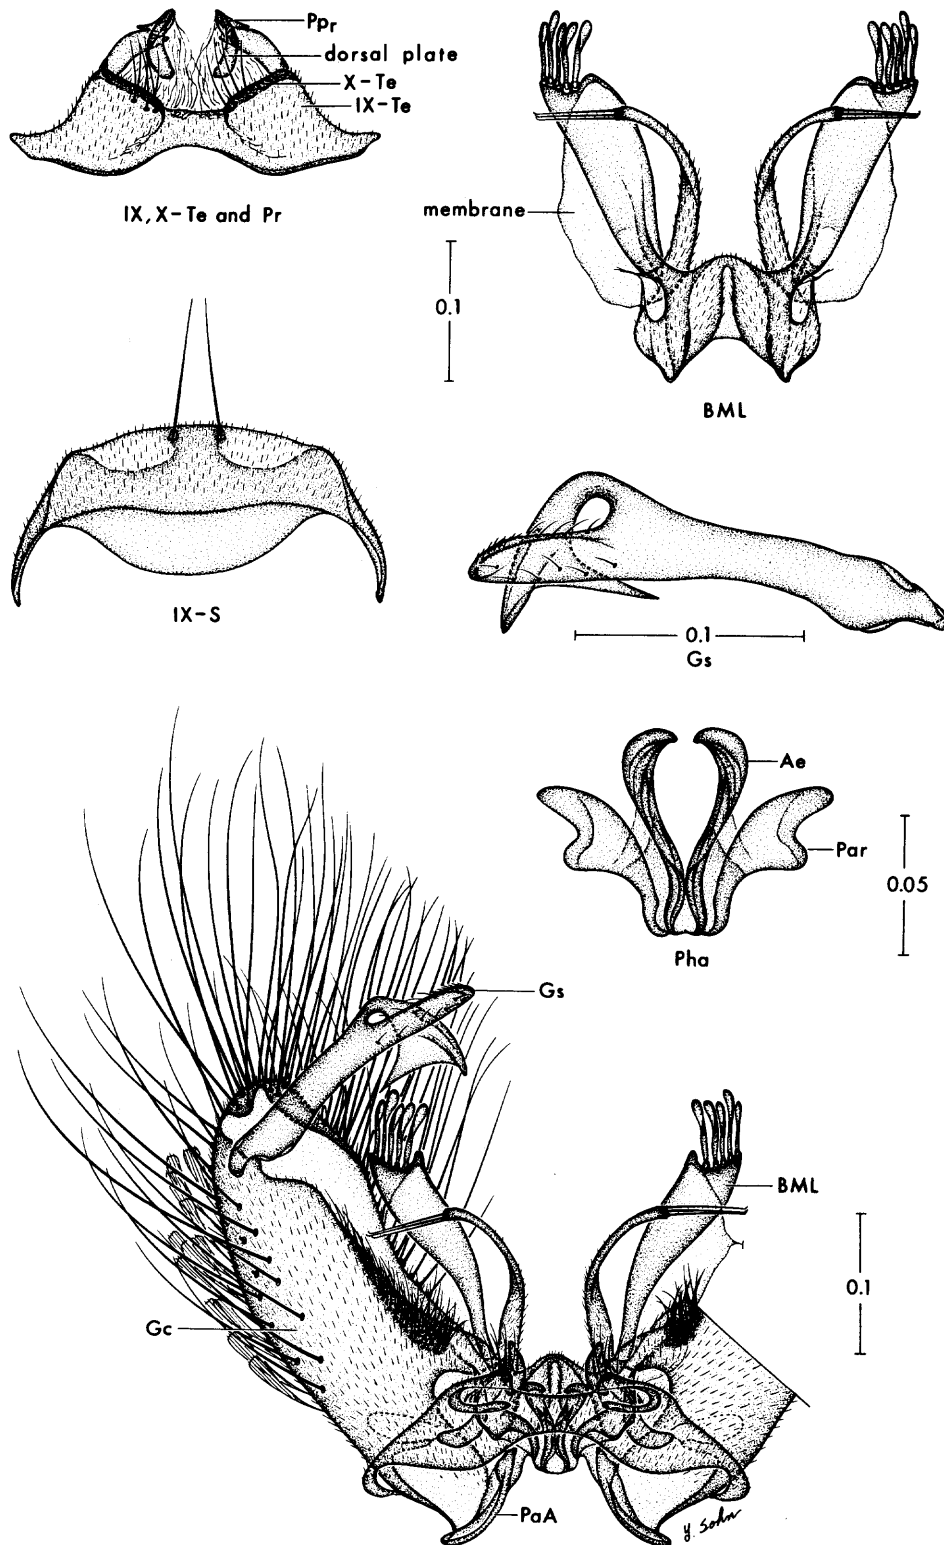 Ppr
dorsal plate
X-Te
IX-Te
IX, X-Te and Pr
membrane
0.1
BML
IX-S
0.1
Gs
Ae
Par
0.05
Pha
Gs
BML
0.1
Gc
PaA
Y. Sohn